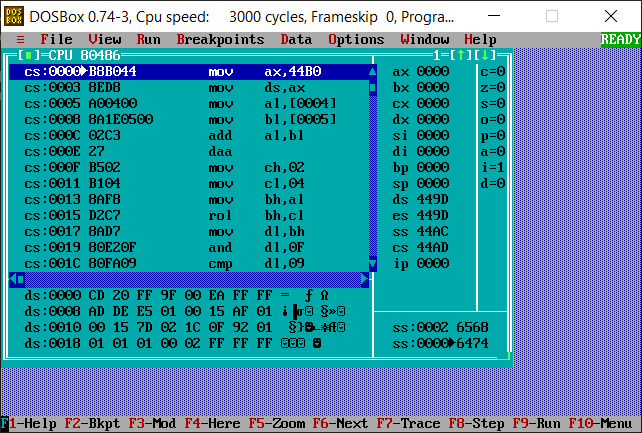 DOSBox 0.74-3, Cpu speed: 3000 cycles, Frameskip 0, Progra...
≡ File View Run Breakpoints Data Options Window Help READY
[■]=CPU 80486 1=[↑][↓]
cs:0000►B8B044 mov ax,44B0 ax 0000 c=0
cs:0003 8ED8 mov ds,ax bx 0000 z=0
cs:0005 A00400 mov al,[0004] cx 0000 s=0
cs:0008 8A1E0500 mov bl,[0005] dx 0000 o=0
cs:000C 02C3 add al,bl si 0000 p=0
cs:000E 27 daa di 0000 a=0
cs:000F B502 mov ch,02 bp 0000 i=1
cs:0011 B104 mov cl,04 sp 0000 d=0
cs:0013 8AF8 mov bh,al ds 449D
cs:0015 D2C7 rol bh,cl es 449D
cs:0017 8AD7 mov dl,bh ss 44AC
cs:0019 80E20F and dl,0F cs 44AD
cs:001C 80FA09 cmp dl,09 ip 0000
ds:0000 CD 20 FF 9F 00 EA FF FF = ƒ Ω
ds:0008 AD DE E5 01 00 15 AF 01 ¡▐σ☺ §»☺
ds:0010 00 15 7D 02 1C 0F 92 01 §}☻∟☼Æ☺ ss:0002 6568
ds:0018 01 01 01 00 02 FF FF FF ☺☺☺ ☻ ss:0000►6474
F1-Help F2-Bkpt F3-Mod F4-Here F5-Zoom F6-Next F7-Trace F8-Step F9-Run F10-Menu